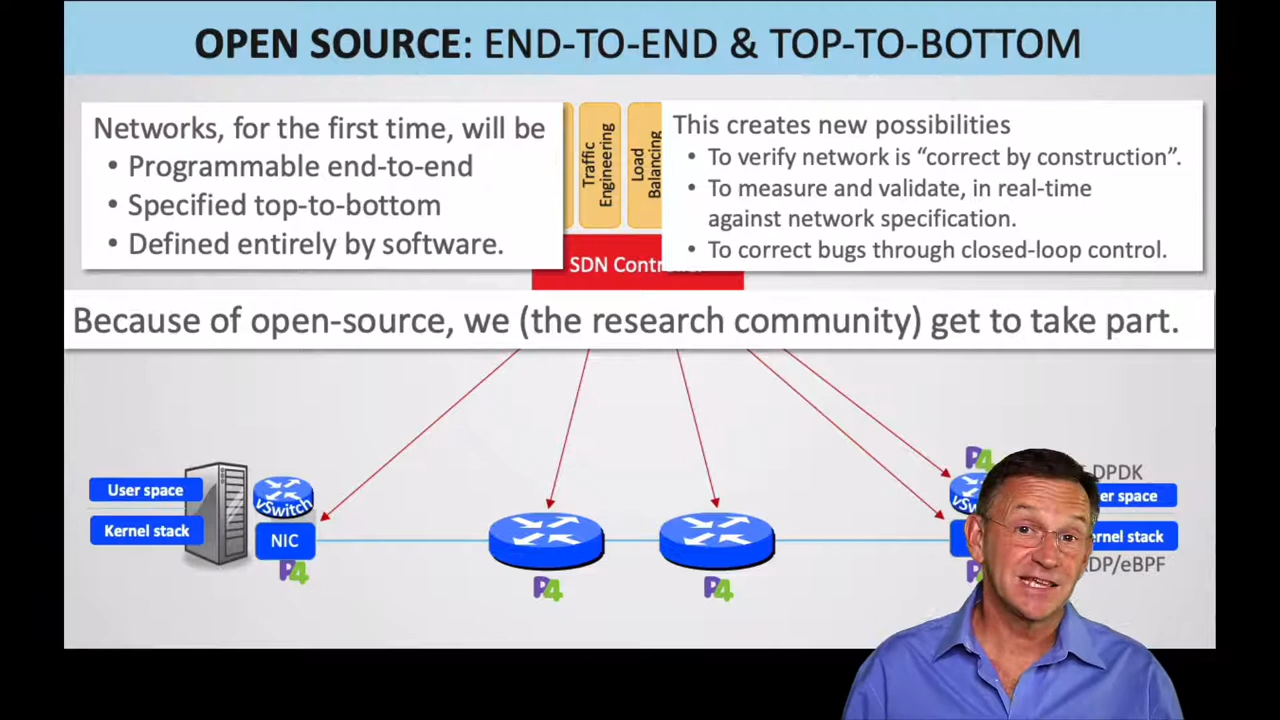 OPEN SOURCE: END-TO-END & TOP-TO-BOTTOM
Networks, for the first time, will be
• Programmable end-to-end
• Specified top-to-bottom
• Defined entirely by software.
Traffic
Engineering
Load
Balancing
This creates new possibilities
• To verify network is “correct by construction”.
• To measure and validate, in real-time
against network specification.
• To correct bugs through closed-loop control.
SDN
Because of open-source, we (the research community) get to take part.
User space
Kernel stack
vSwitch
NIC
P4
P4
P4
P4
DPDK
space
stack